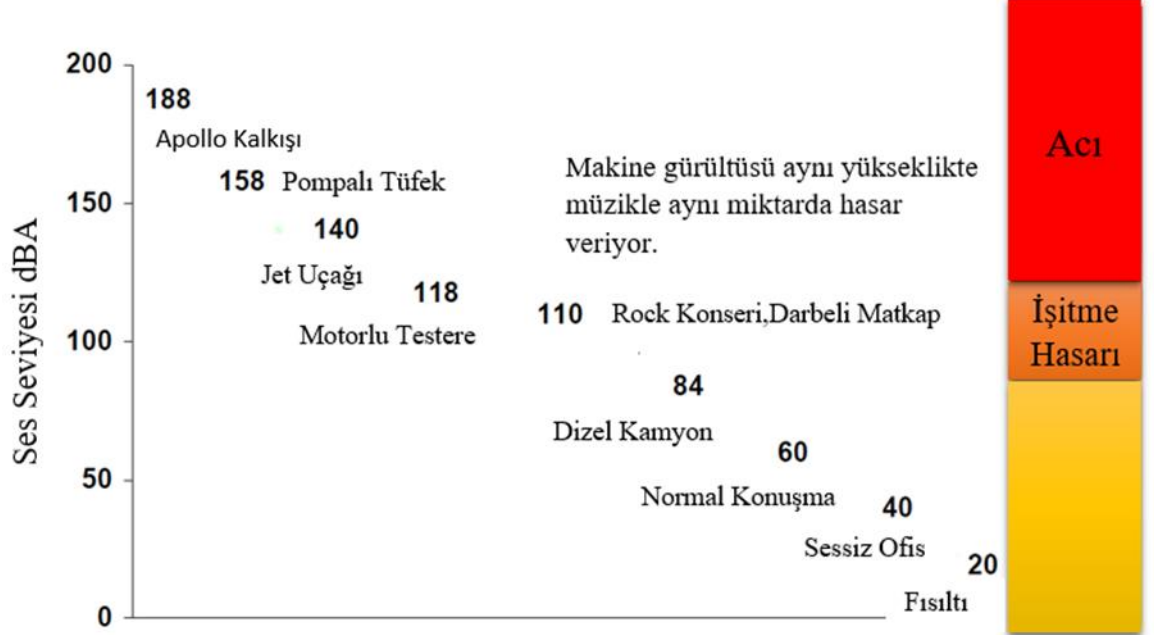 Ses Seviyesi dBA
200
150
100
50
0
188
Apollo Kalkışı
158 Pompalı Tüfek
140
Jet Uçağı
118
Motorlu Testere
Makine gürültüsü aynı yükseklikte
müzikle aynı miktarda hasar
veriyor.
110 Rock Konseri,Darbeli Matkap
84
Dizel Kamyon
60
Normal Konuşma
40
Sessiz Ofis
20
Fısıltı
Acı
İşitme
Hasarı